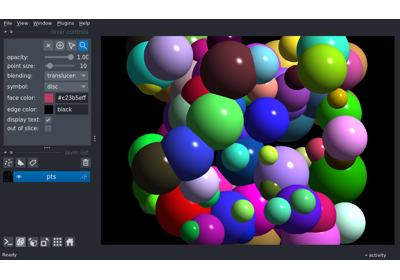 File View Window Plugins Help
layer controls
opacity: 1.00
point size: 10
blending: translucen
symbol: disc
face color: #c23b5eff
edge color: black
display text:
out of slice:
layer list
pts
Ready
activity